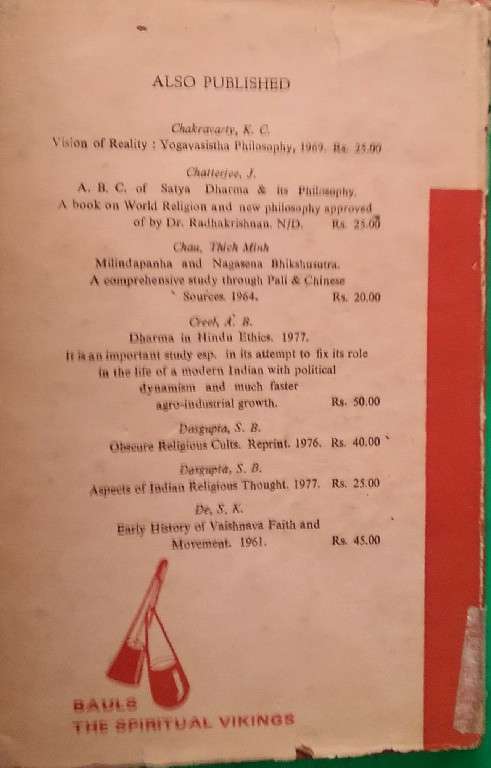 ALSO PUBLISHED
Chakravarty, K. C.
Vision of Reality : Yogavasistha Philosophy, 1969. Rs. 25.00
Chatterjee, J.
A. B. C. of Satya Dharma & its Philosophy.
A book on World Religion and new philosophy approved
of by Dr. Radhakrishnan. N/D. Rs. 25.00
Chau, Thich Minh
Milindapanha and Nagasena Bhikshusutra.
A comprehensive study through Pali & Chinese
Sources. 1964. Rs. 20.00
Creel, A. B.
Dharma in Hindu Ethics. 1977.
It is an important study esp. in its attempt to fix its role
in the life of a modern Indian with political
dynamism and much faster
agro-industrial growth. Rs. 50.00
Dasgupta, S. B.
Obscure Religious Cults. Reprint. 1976. Rs. 40.00
Dasgupta, S. B.
Aspects of Indian Religious Thought. 1977. Rs. 25.00
De, S. K.
Early History of Vaishnava Faith and
Movement. 1961. Rs. 45.00
BAULS
THE SPIRITUAL VIKINGS